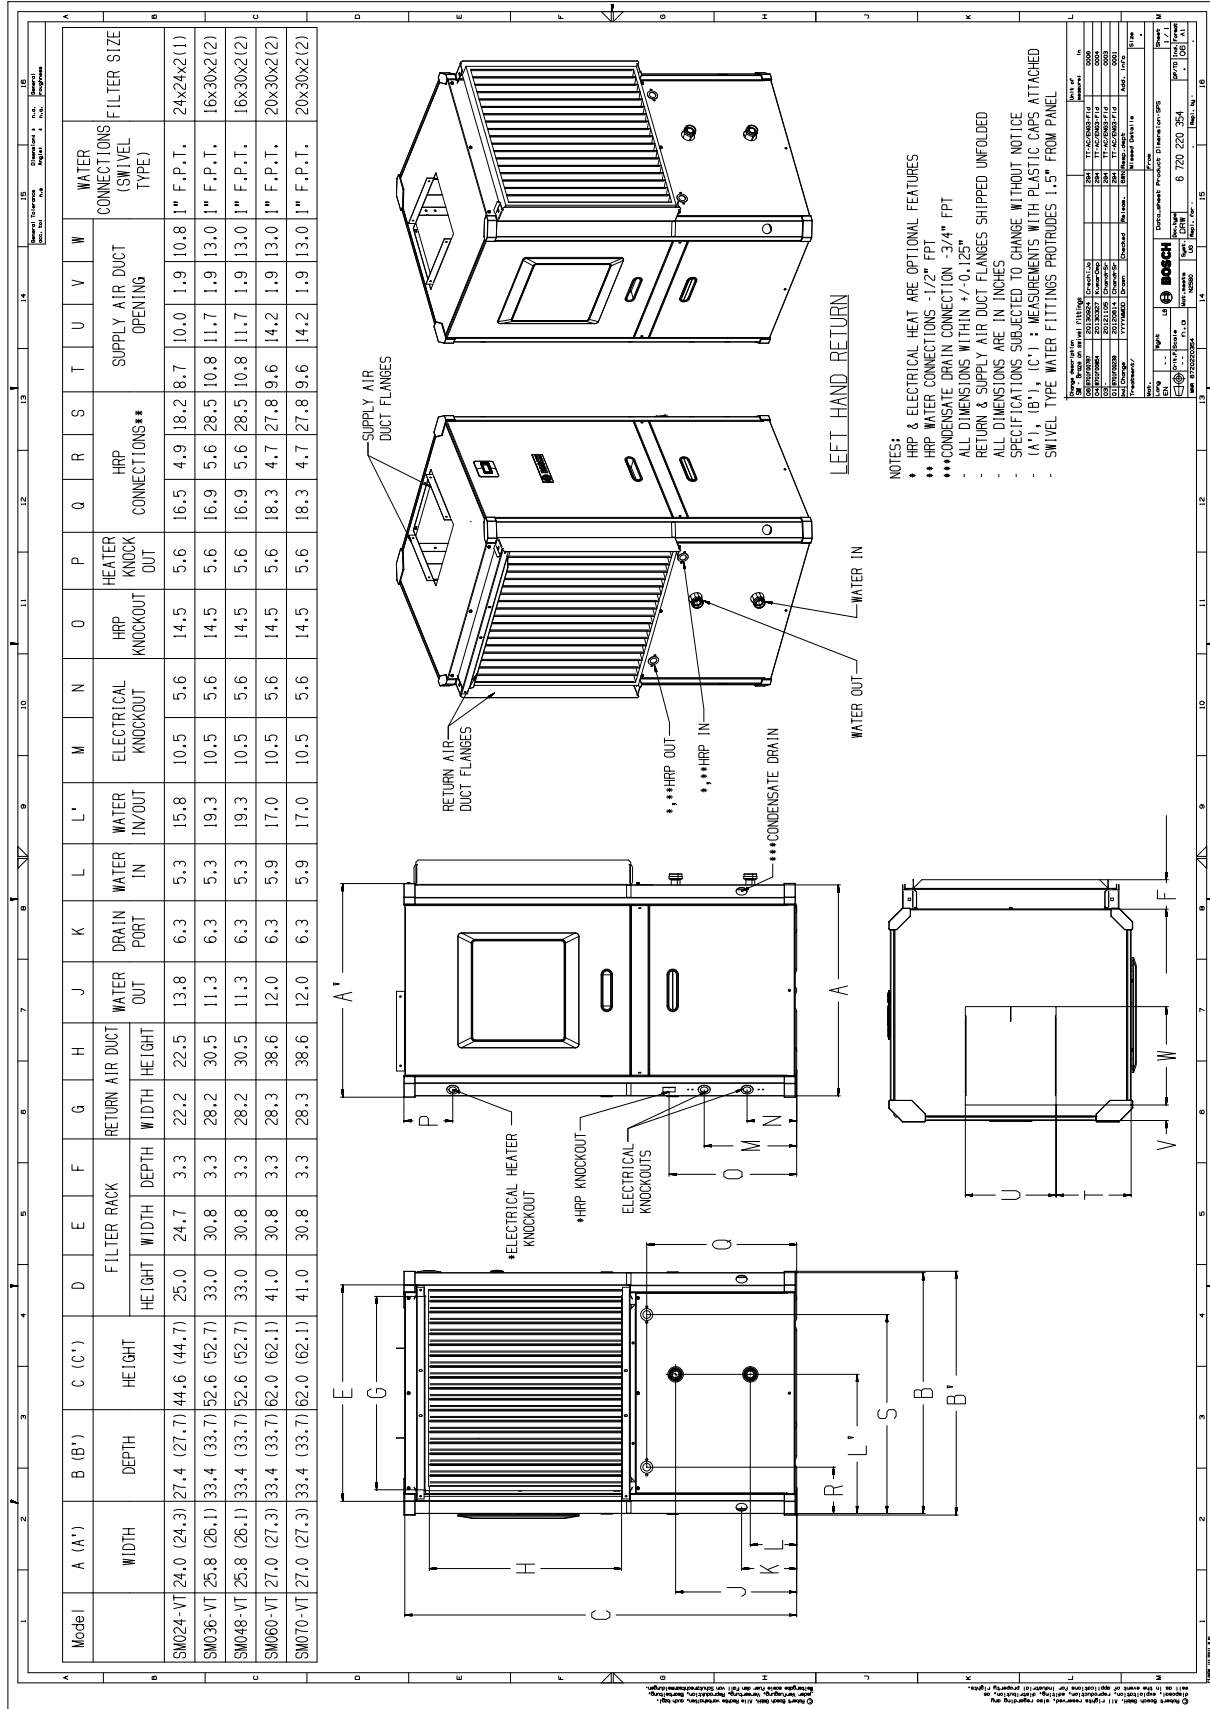 Model A (A') B (B') C (C') D E F G H J K L L' M N O P Q R S T U V W
WIDTH DEPTH HEIGHT FILTER RACK RETURN AIR DUCT WATER OUT DRAIN PORT WATER IN WATER IN/OUT ELECTRICAL KNOCKOUT HRP KNOCKOUT HEATER KNOCK OUT HRP CONNECTIONS** SUPPLY AIR DUCT OPENING WATER CONNECTIONS (SWIVEL TYPE) FILTER SIZE
HEIGHT WIDTH DEPTH WIDTH HEIGHT
SM024-VT 24.0 (24.3) 27.4 (27.7) 44.6 (44.7) 25.0 24.7 3.3 22.2 22.5 13.8 6.3 5.3 15.8 10.5 5.6 14.5 5.6 16.5 4.9 18.2 8.7 10.0 1.9 10.8 1" F.P.T. 24x24x2(1)
SM036-VT 25.8 (26.1) 33.4 (33.7) 52.6 (52.7) 33.0 30.8 3.3 28.2 30.5 11.3 6.3 5.3 19.3 10.5 5.6 14.5 5.6 16.9 5.6 28.5 10.8 11.7 1.9 13.0 1" F.P.T. 16x30x2(2)
SM048-VT 25.8 (26.1) 33.4 (33.7) 52.6 (52.7) 33.0 30.8 3.3 28.2 30.5 11.3 6.3 5.3 19.3 10.5 5.6 14.5 5.6 16.9 5.6 28.5 10.8 11.7 1.9 13.0 1" F.P.T. 16x30x2(2)
SM060-VT 27.0 (27.3) 33.4 (33.7) 62.0 (62.1) 41.0 30.8 3.3 28.3 38.6 12.0 6.3 5.9 17.0 10.5 5.6 14.5 5.6 18.3 4.7 27.8 9.6 14.2 1.9 13.0 1" F.P.T. 20x30x2(2)
SM070-VT 27.0 (27.3) 33.4 (33.7) 62.0 (62.1) 41.0 30.8 3.3 28.3 38.6 12.0 6.3 5.9 17.0 10.5 5.6 14.5 5.6 18.3 4.7 27.8 9.6 14.2 1.9 13.0 1" F.P.T. 20x30x2(2)
E
G
H
C
J
K
L
R
L'
S
B
B'
Q
A'
P
*ELECTRICAL HEATER
KNOCKOUT
*HRP KNOCKOUT
ELECTRICAL
KNOCKOUTS
O
M
N
A
***CONDENSATE DRAIN
RETURN AIR
DUCT FLANGES
SUPPLY AIR
DUCT FLANGES
*,**HRP OUT
*,**HRP IN
WATER OUT
WATER IN
LEFT HAND RETURN
U
T
V
W
F
NOTES:
* HRP & ELECTRICAL HEAT ARE OPTIONAL FEATURES
** HRP WATER CONNECTIONS -1/2" FPT
***CONDENSATE DRAIN CONNECTION -3/4" FPT
- ALL DIMENSIONS WITHIN +/-0.125"
- RETURN & SUPPLY AIR DUCT FLANGES SHIPPED UNFOLDED
- ALL DIMENSIONS ARE IN INCHES
- SPECIFICATIONS SUBJECTED TO CHANGE WITHOUT NOTICE
- (A'), (B'), (C') : MEASUREMENTS WITH PLASTIC CAPS ATTACHED
- SWIVEL TYPE WATER FITTINGS PROTRUDES 1.5" FROM PANEL
BOSCH
Data.sheet Product Dimension-SPS
6 720 220 354